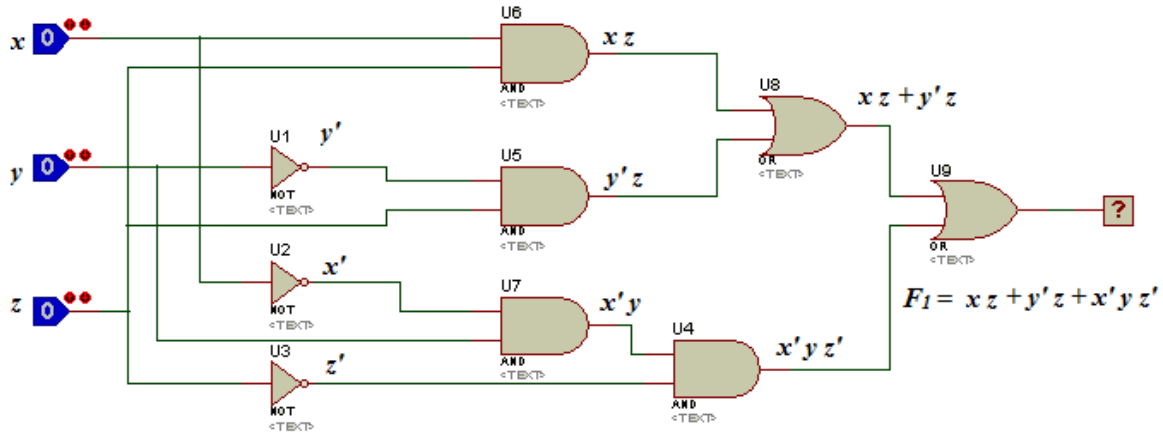 x 0
U6
x z
AND
<TEXT>
U8
x z + y' z
OR
<TEXT>
y 0
U1
y'
NOT
<TEXT>
U5
y' z
AND
<TEXT>
U9
?
OR
<TEXT>
F1 = x z + y' z + x' y z'
z 0
U2
x'
NOT
<TEXT>
U7
x' y
AND
<TEXT>
U4
x' y z'
AND
<TEXT>
U3
z'
NOT
<TEXT>